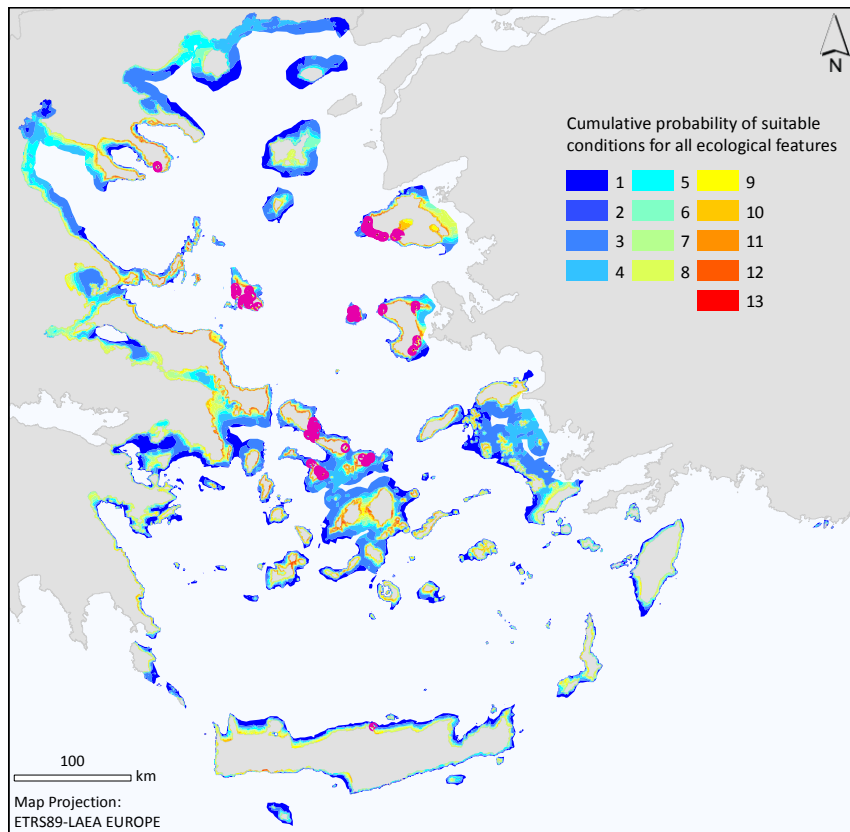 N
Cumulative probability of suitable
conditions for all ecological features
1 5 9
2 6 10
3 7 11
4 8 12
13
100
km
Map Projection:
ETRS89-LAEA EUROPE